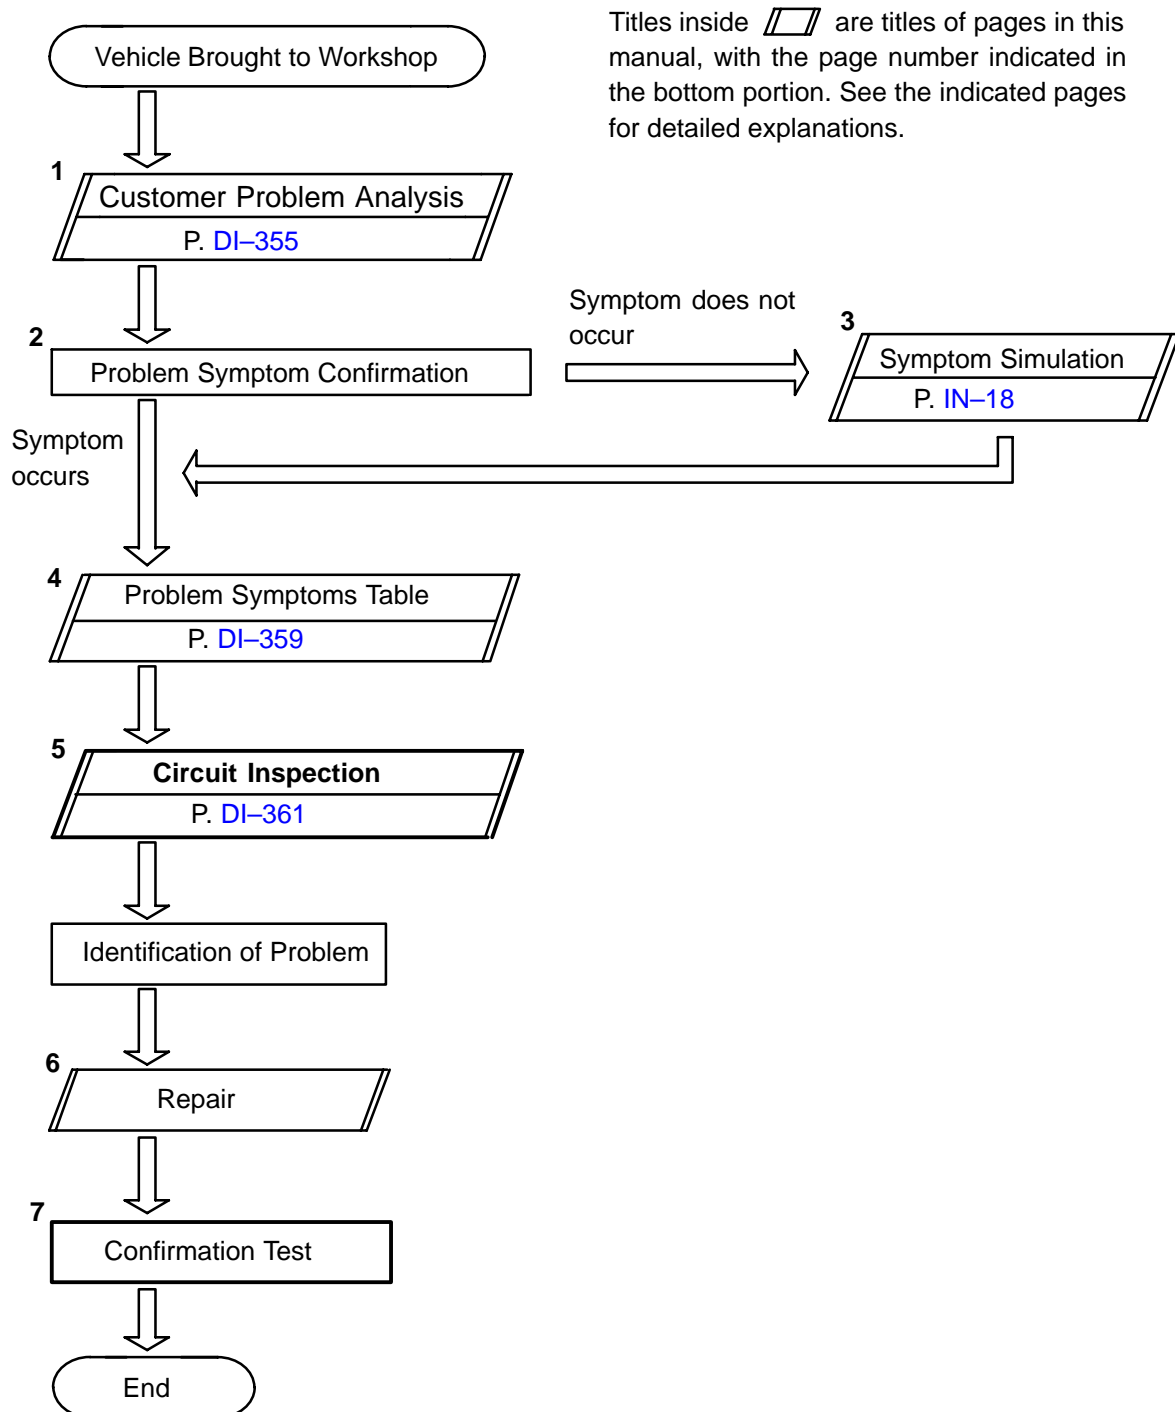 Titles inside are titles of pages in this
manual, with the page number indicated in
the bottom portion. See the indicated pages
for detailed explanations.
Vehicle Brought to Workshop
1
Customer Problem Analysis
P. DI–355
2
Problem Symptom Confirmation
Symptom does not
occur
3
Symptom Simulation
P. IN–18
Symptom
occurs
4
Problem Symptoms Table
P. DI–359
5
Circuit Inspection
P. DI–361
Identification of Problem
6
Repair
7
Confirmation Test
End